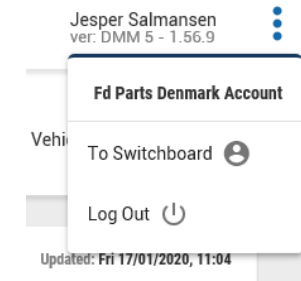 Jesper Salmansen
ver: DMM 5 - 1.56.9
Fd Parts Denmark Account
Vehi
To Switchboard
Log Out
Updated: Fri 17/01/2020, 11:04